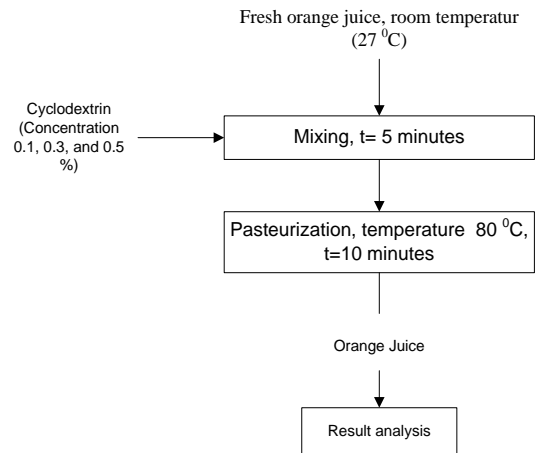 Fresh orange juice, room temperatur
(27 ⁰C)
Cyclodextrin
(Concentration
0.1, 0.3, and 0.5
%)
Mixing, t= 5 minutes
Pasteurization, temperature 80 ⁰C,
t=10 minutes
Orange Juice
Result analysis